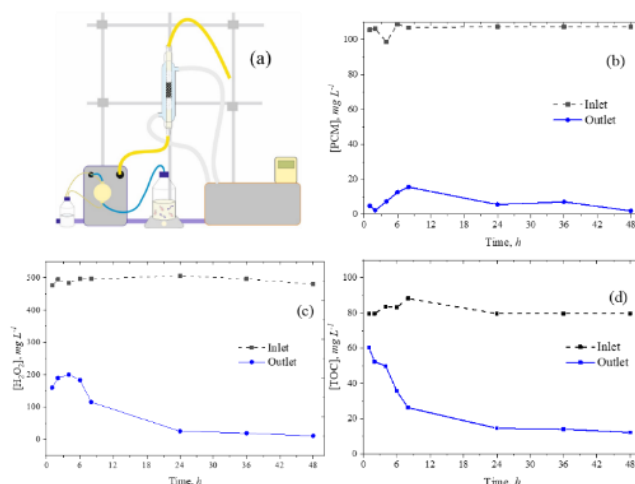 (a)
120
100
80
60
40
20
0
[PCM], mg L⁻¹
(b)
Inlet
Outlet
0 6 12 18 24 30 36 42 48
Time, h
500
400
300
200
100
0
[H₂O₂], mg L⁻¹
(c)
Inlet
Outlet
0 6 12 18 24 30 36 42 48
Time, h
100
80
60
40
20
0
[TOC], mg L⁻¹
(d)
Inlet
Outlet
0 6 12 18 24 30 36 42 48
Time, h